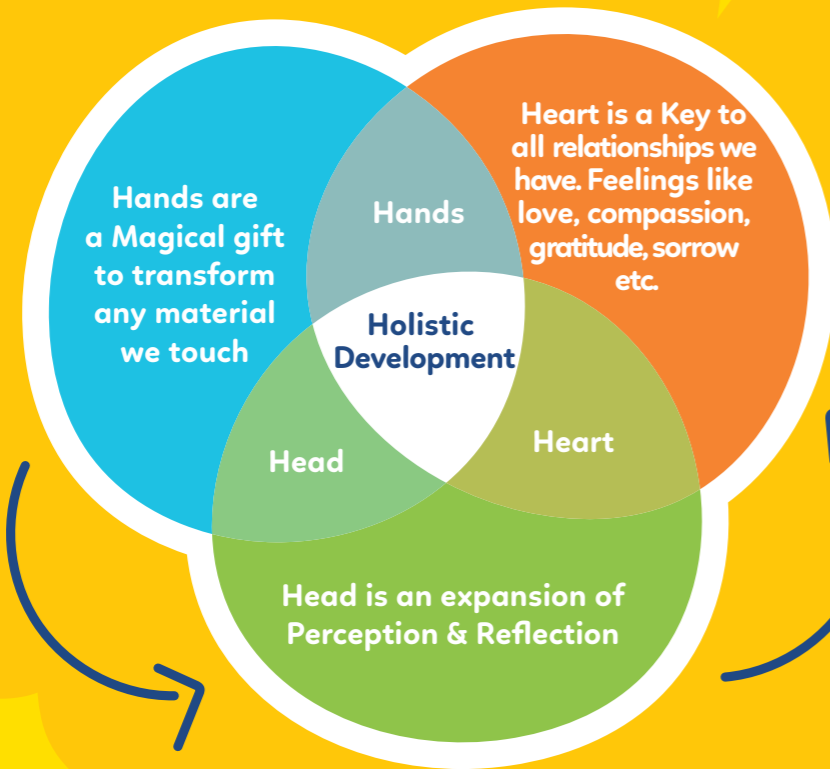 Hands are
a Magical gift
to transform
any material
we touch
Hands
Heart is a Key to
all relationships we
have. Feelings like
love, compassion,
gratitude, sorrow
etc.
Holistic
Development
Head
Heart
Head is an expansion of
Perception & Reflection